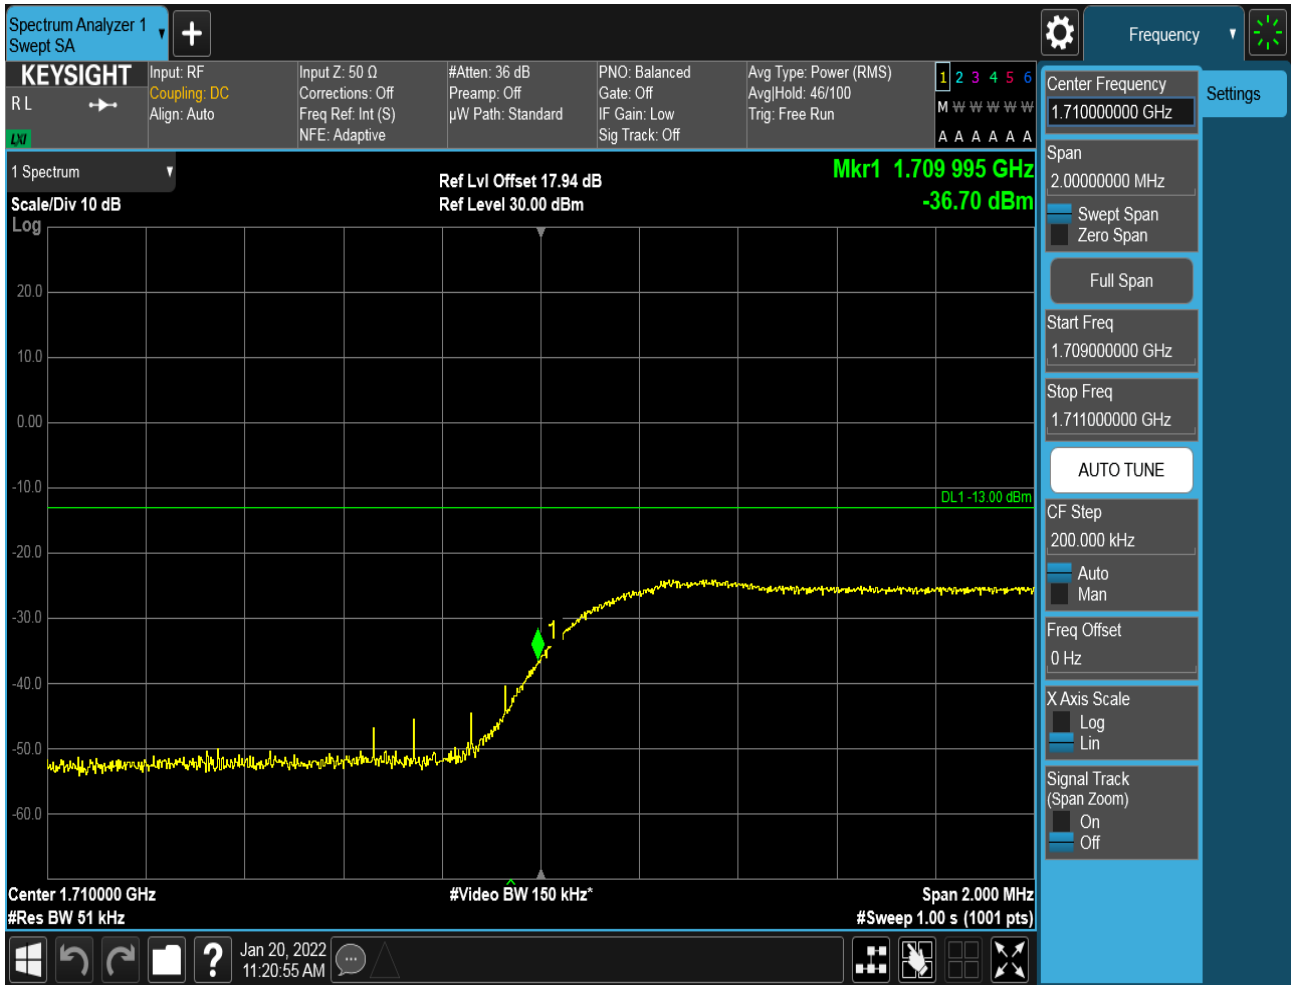 Spectrum Analyzer 1
Swept SA
Frequency
KEYSIGHT
R L
LXI
Input: RF
Coupling: DC
Align: Auto
Input Z: 50 Ω
Corrections: Off
Freq Ref: Int (S)
NFE: Adaptive
#Atten: 36 dB
Preamp: Off
µW Path: Standard
PNO: Balanced
Gate: Off
IF Gain: Low
Sig Track: Off
Avg Type: Power (RMS)
Avg|Hold: 46/100
Trig: Free Run
1 2 3 4 5 6
M W W W W W
A A A A A A
1 Spectrum
Scale/Div 10 dB
Log
Ref Lvl Offset 17.94 dB
Ref Level 30.00 dBm
Mkr1 1.709 995 GHz
-36.70 dBm
20.0
10.0
0.00
-10.0
DL1 -13.00 dBm
-20.0
-30.0
1
-40.0
-50.0
-60.0
Center 1.710000 GHz
#Video BW 150 kHz*
Span 2.000 MHz
#Res BW 51 kHz
#Sweep 1.00 s (1001 pts)
Jan 20, 2022
11:20:55 AM
?
Center Frequency
1.710000000 GHz
Settings
Span
2.00000000 MHz
Swept Span
Zero Span
Full Span
Start Freq
1.709000000 GHz
Stop Freq
1.711000000 GHz
AUTO TUNE
CF Step
200.000 kHz
Auto
Man
Freq Offset
0 Hz
X Axis Scale
Log
Lin
Signal Track
(Span Zoom)
On
Off